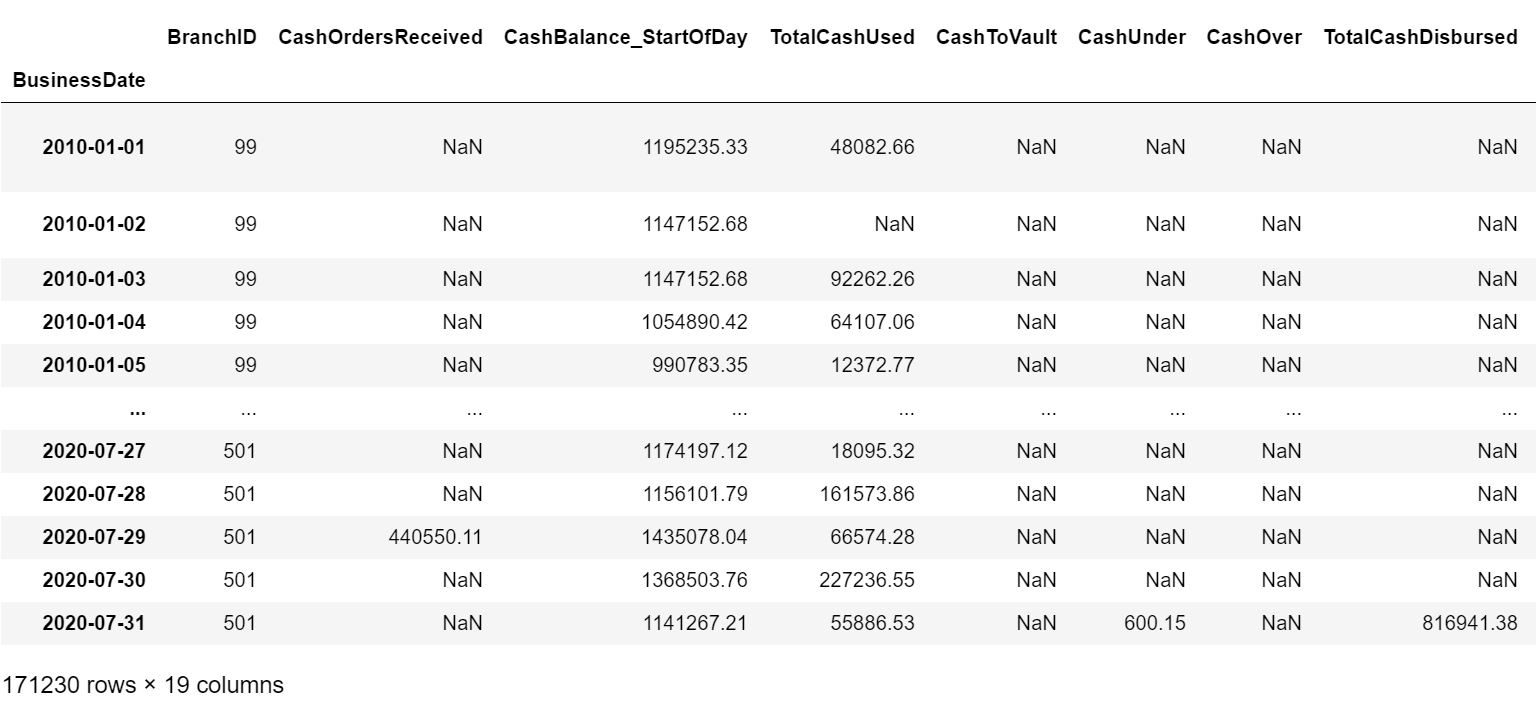 BranchID CashOrdersReceived CashBalance_StartOfDay TotalCashUsed CashToVault CashUnder CashOver TotalCashDisbursed
BusinessDate
2010-01-01 99 NaN 1195235.33 48082.66 NaN NaN NaN NaN
2010-01-02 99 NaN 1147152.68 NaN NaN NaN NaN NaN
2010-01-03 99 NaN 1147152.68 92262.26 NaN NaN NaN NaN
2010-01-04 99 NaN 1054890.42 64107.06 NaN NaN NaN NaN
2010-01-05 99 NaN 990783.35 12372.77 NaN NaN NaN NaN
... ... ... ... ... ... ... ... ...
2020-07-27 501 NaN 1174197.12 18095.32 NaN NaN NaN NaN
2020-07-28 501 NaN 1156101.79 161573.86 NaN NaN NaN NaN
2020-07-29 501 440550.11 1435078.04 66574.28 NaN NaN NaN NaN
2020-07-30 501 NaN 1368503.76 227236.55 NaN NaN NaN NaN
2020-07-31 501 NaN 1141267.21 55886.53 NaN 600.15 NaN 816941.38
171230 rows × 19 columns